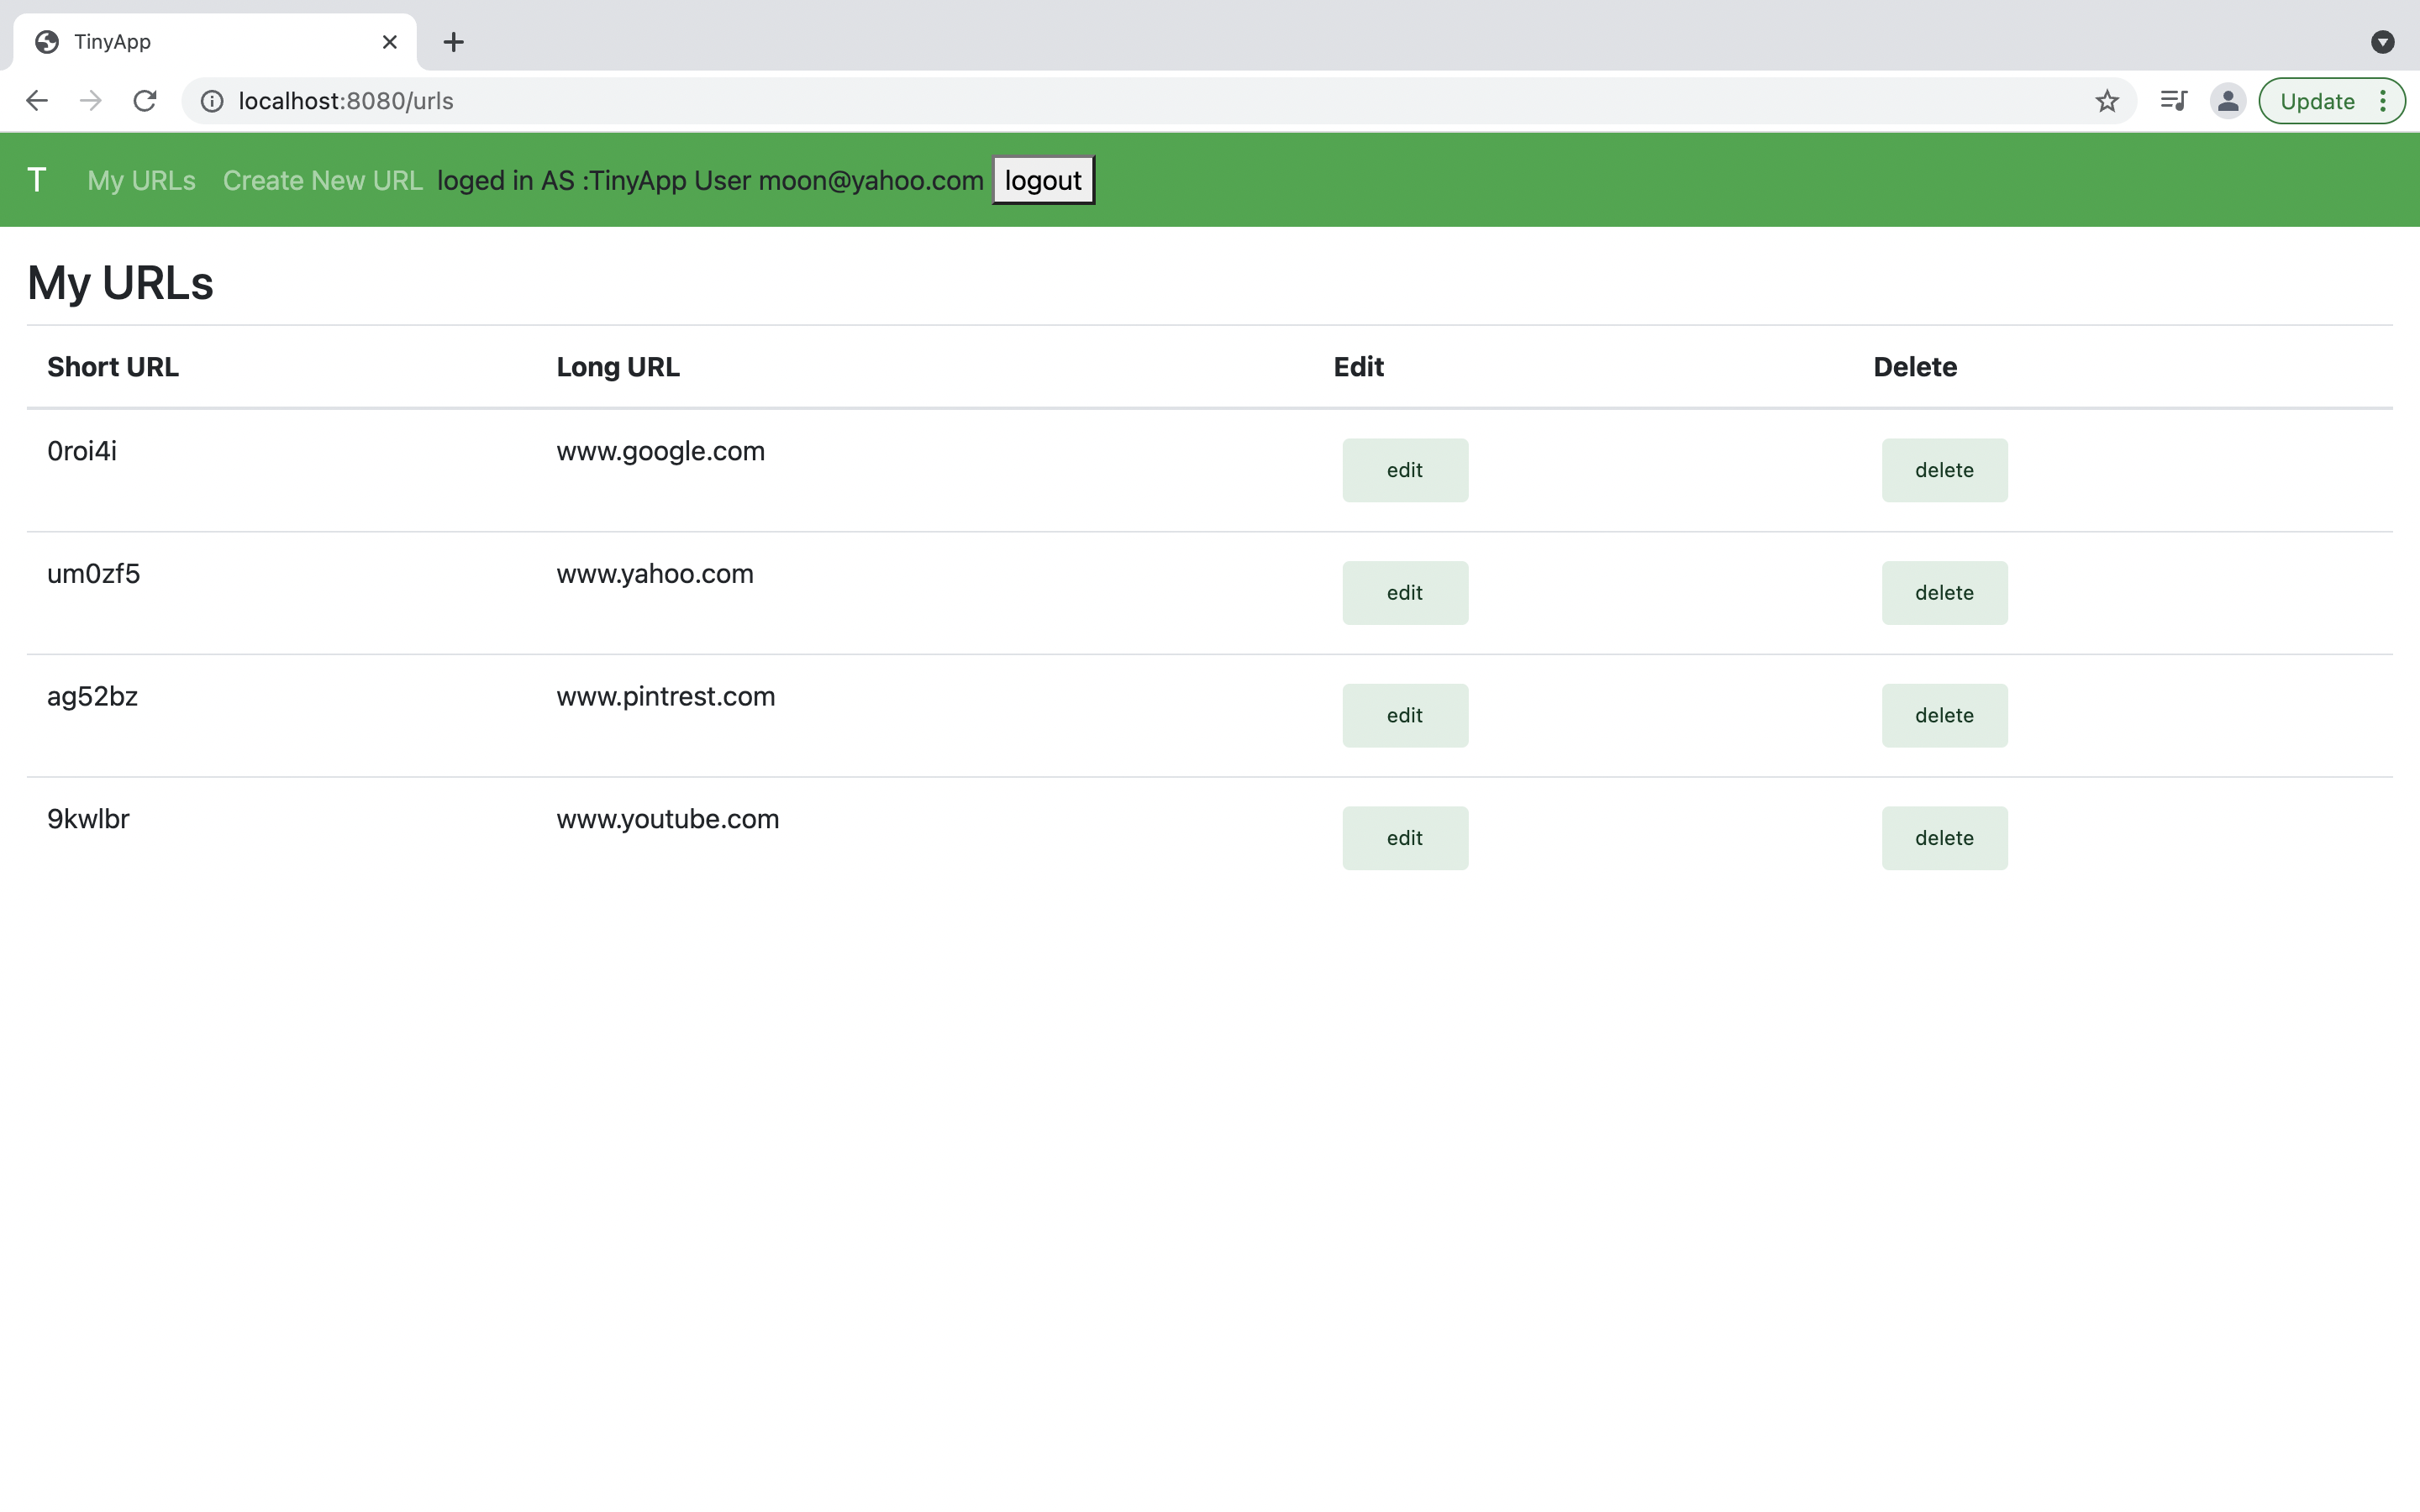 TinyApp
localhost:8080/urls
Update
T My URLs Create New URL loged in AS :TinyApp User moon@yahoo.com logout
My URLs
Short URL Long URL Edit Delete
0roi4i www.google.com edit delete
um0zf5 www.yahoo.com edit delete
ag52bz www.pintrest.com edit delete
9kwlbr www.youtube.com edit delete